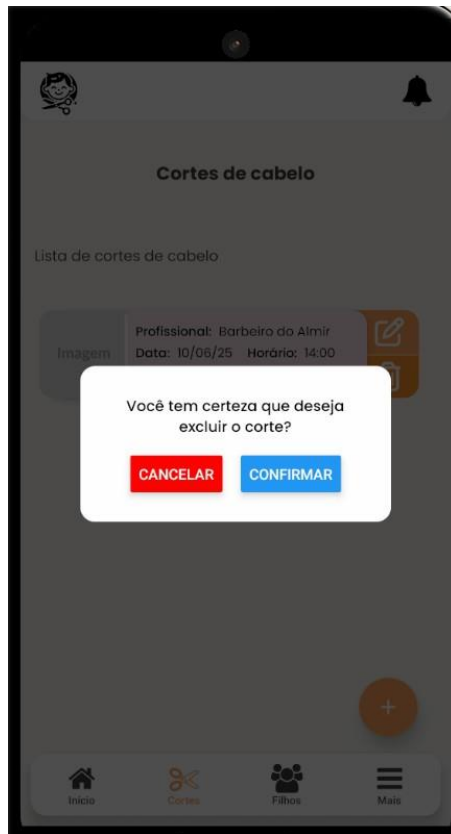 Cortes de cabelo
Lista de cortes de cabelo
Imagem
Profissional: Barbeiro do Almir
Data: 10/06/25 Horário: 14:00
Você tem certeza que deseja
excluir o corte?
CANCELAR CONFIRMAR
+
Início Cortes Filhos Mais